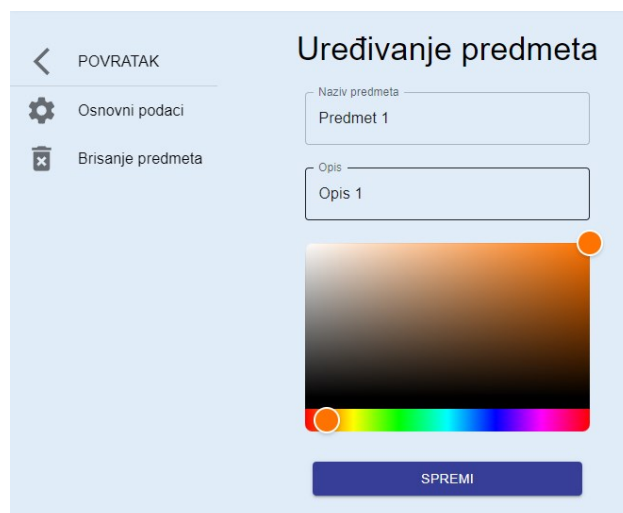 POVRATAK
Osnovni podaci
Brisanje predmeta
Uređivanje predmeta
Naziv predmeta
Predmet 1
Opis
Opis 1
SPREMI